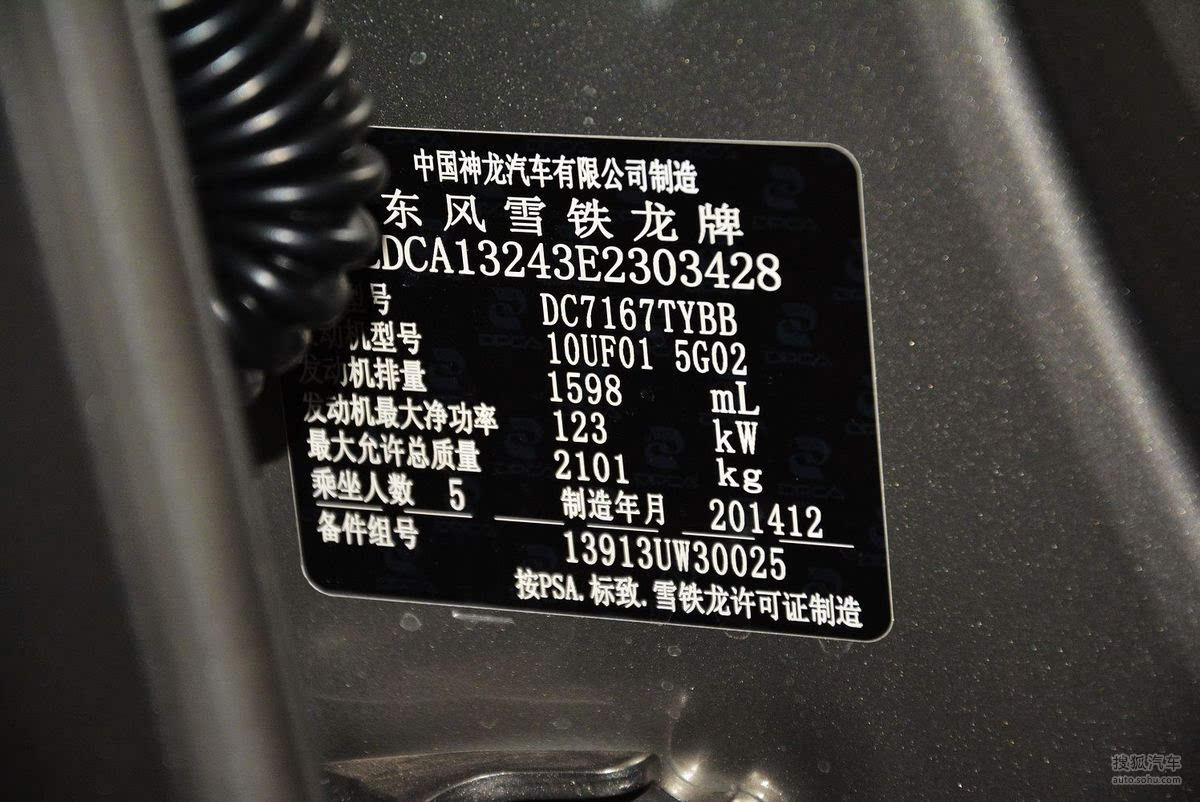 中国神龙汽车有限公司制造
东风雪铁龙牌
LDCA13243E2303428
型号 DC7167TYBB
发动机型号 10UF01 5G02
发动机排量 1598 mL
发动机最大净功率 123 kW
最大允许总质量 2101 kg
乘坐人数 5 制造年月 201412
备件组号 13913UW30025
按PSA.标致.雪铁龙许可证制造
搜狐汽车
auto.sohu.com